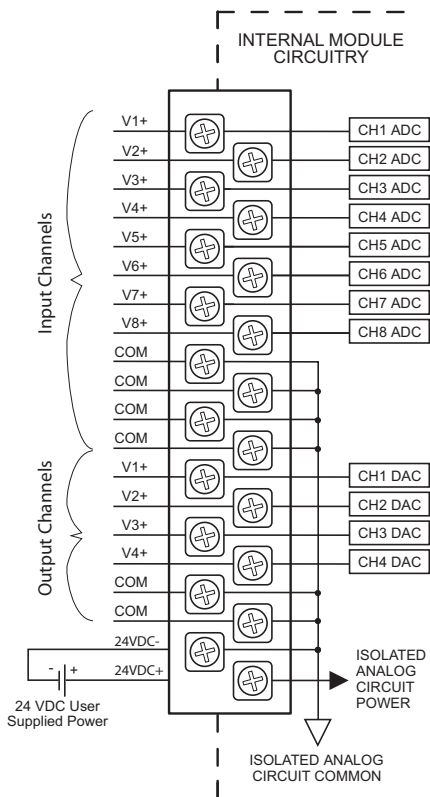 INTERNAL MODULE
CIRCUITRY
Input Channels
V1+
CH1 ADC
V2+
CH2 ADC
V3+
CH3 ADC
V4+
CH4 ADC
V5+
CH5 ADC
V6+
CH6 ADC
V7+
CH7 ADC
V8+
CH8 ADC
COM
COM
COM
COM
Output Channels
V1+
CH1 DAC
V2+
CH2 DAC
V3+
CH3 DAC
V4+
CH4 DAC
COM
COM
24VDC-
- +
24VDC+
24 VDC User
Supplied Power
ISOLATED
ANALOG
CIRCUIT
POWER
ISOLATED ANALOG
CIRCUIT COMMON